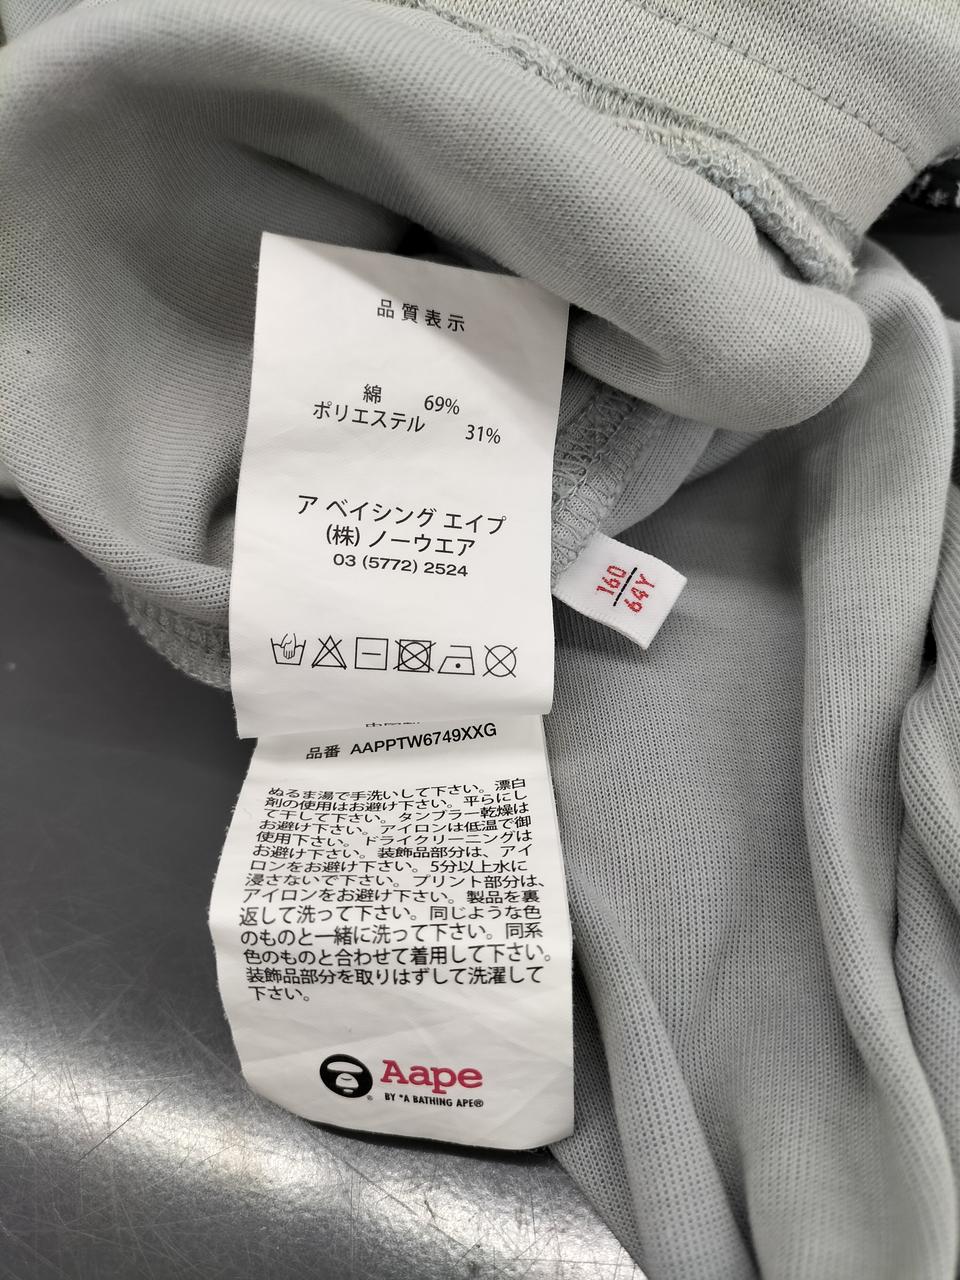 品質表示
綿 69%
ポリエステル 31%
ア ベイシング エイプ
(株) ノーウエア
03 (5772) 2524
160
64Y
品番 AAPPTW6749XXG
ぬるま湯で手洗いして下さい。漂白
剤の使用はお避け下さい。平らにし
て干して下さい。タンブラー乾燥は
お避け下さい。アイロンは低温で御
使用下さい。ドライクリーニングは
お避け下さい。装飾品部分は、アイ
ロンをお避け下さい。5分以上水に
浸さないで下さい。プリント部分は、
アイロンをお避け下さい。製品を裏
返して洗って下さい。同じような色
のものと一緒に洗って下さい。同系
色のものと合わせて着用して下さい。
装飾品部分を取りはずして洗濯して
下さい。
Aape
BY *A BATHING APE®